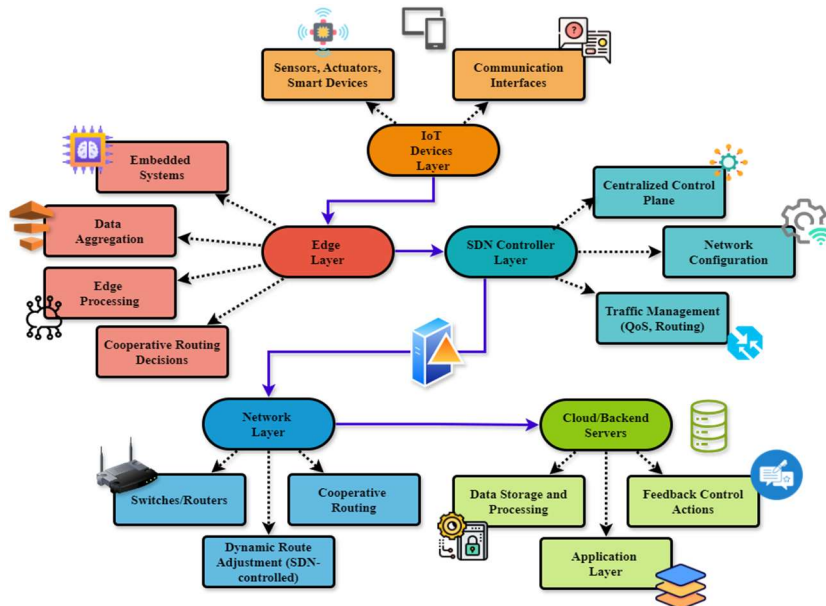 Sensors, Actuators,
Smart Devices
Communication
Interfaces
?
IoT
Devices
Layer
Embedded
Systems
Data
Aggregation
Edge
Processing
Cooperative Routing
Decisions
Edge
Layer
SDN Controller
Layer
Centralized Control
Plane
Network
Configuration
Traffic Management
(QoS, Routing)
Network
Layer
Cloud/Backend
Servers
Switches/Routers
Cooperative
Routing
Dynamic Route
Adjustment (SDN-
controlled)
Data Storage and
Processing
Feedback Control
Actions
Application
Layer